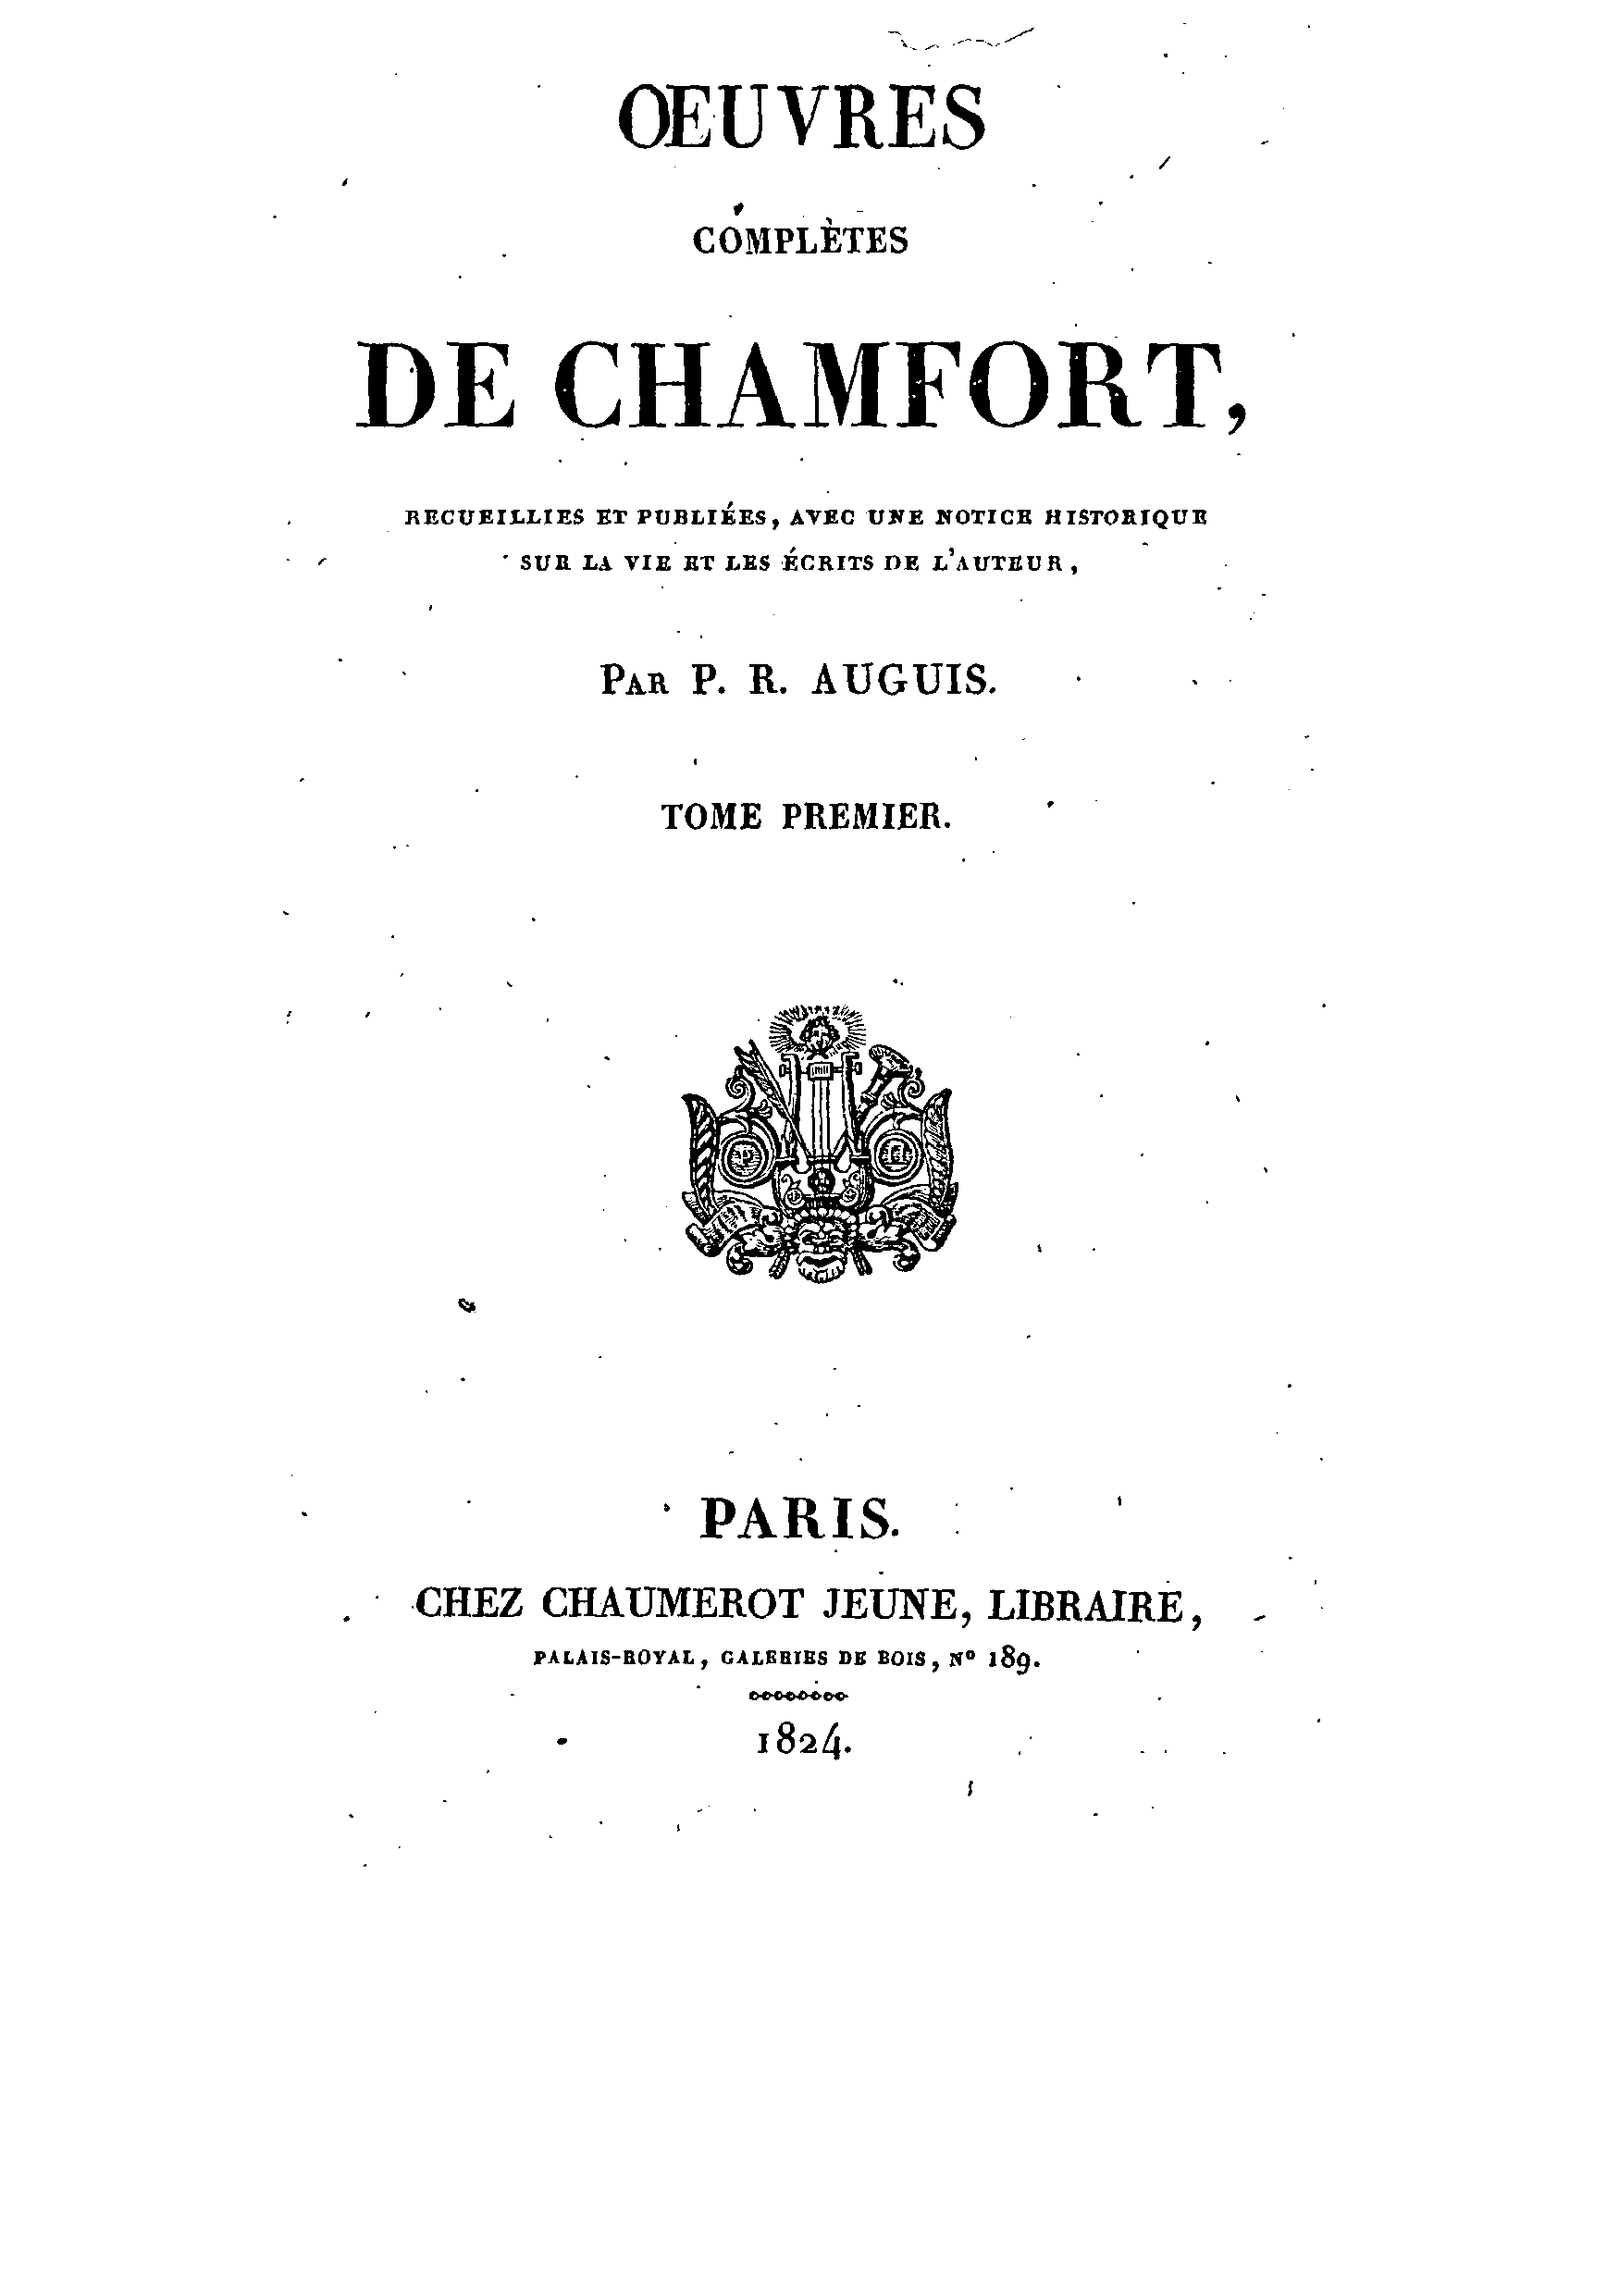 OEUVRES
COMPLÈTES
DE CHAMFORT,
RECUEILLIES ET PUBLIÉES, AVEC UNE NOTICE HISTORIQUE
SUR LA VIE ET LES ÉCRITS DE L'AUTEUR,
PAR P. R. AUGUIS.
TOME PREMIER.
PARIS.
CHEZ CHAUMEROT JEUNE, LIBRAIRE,
PALAIS-ROYAL, GALERIES DE BOIS, Nº 189.
1824.